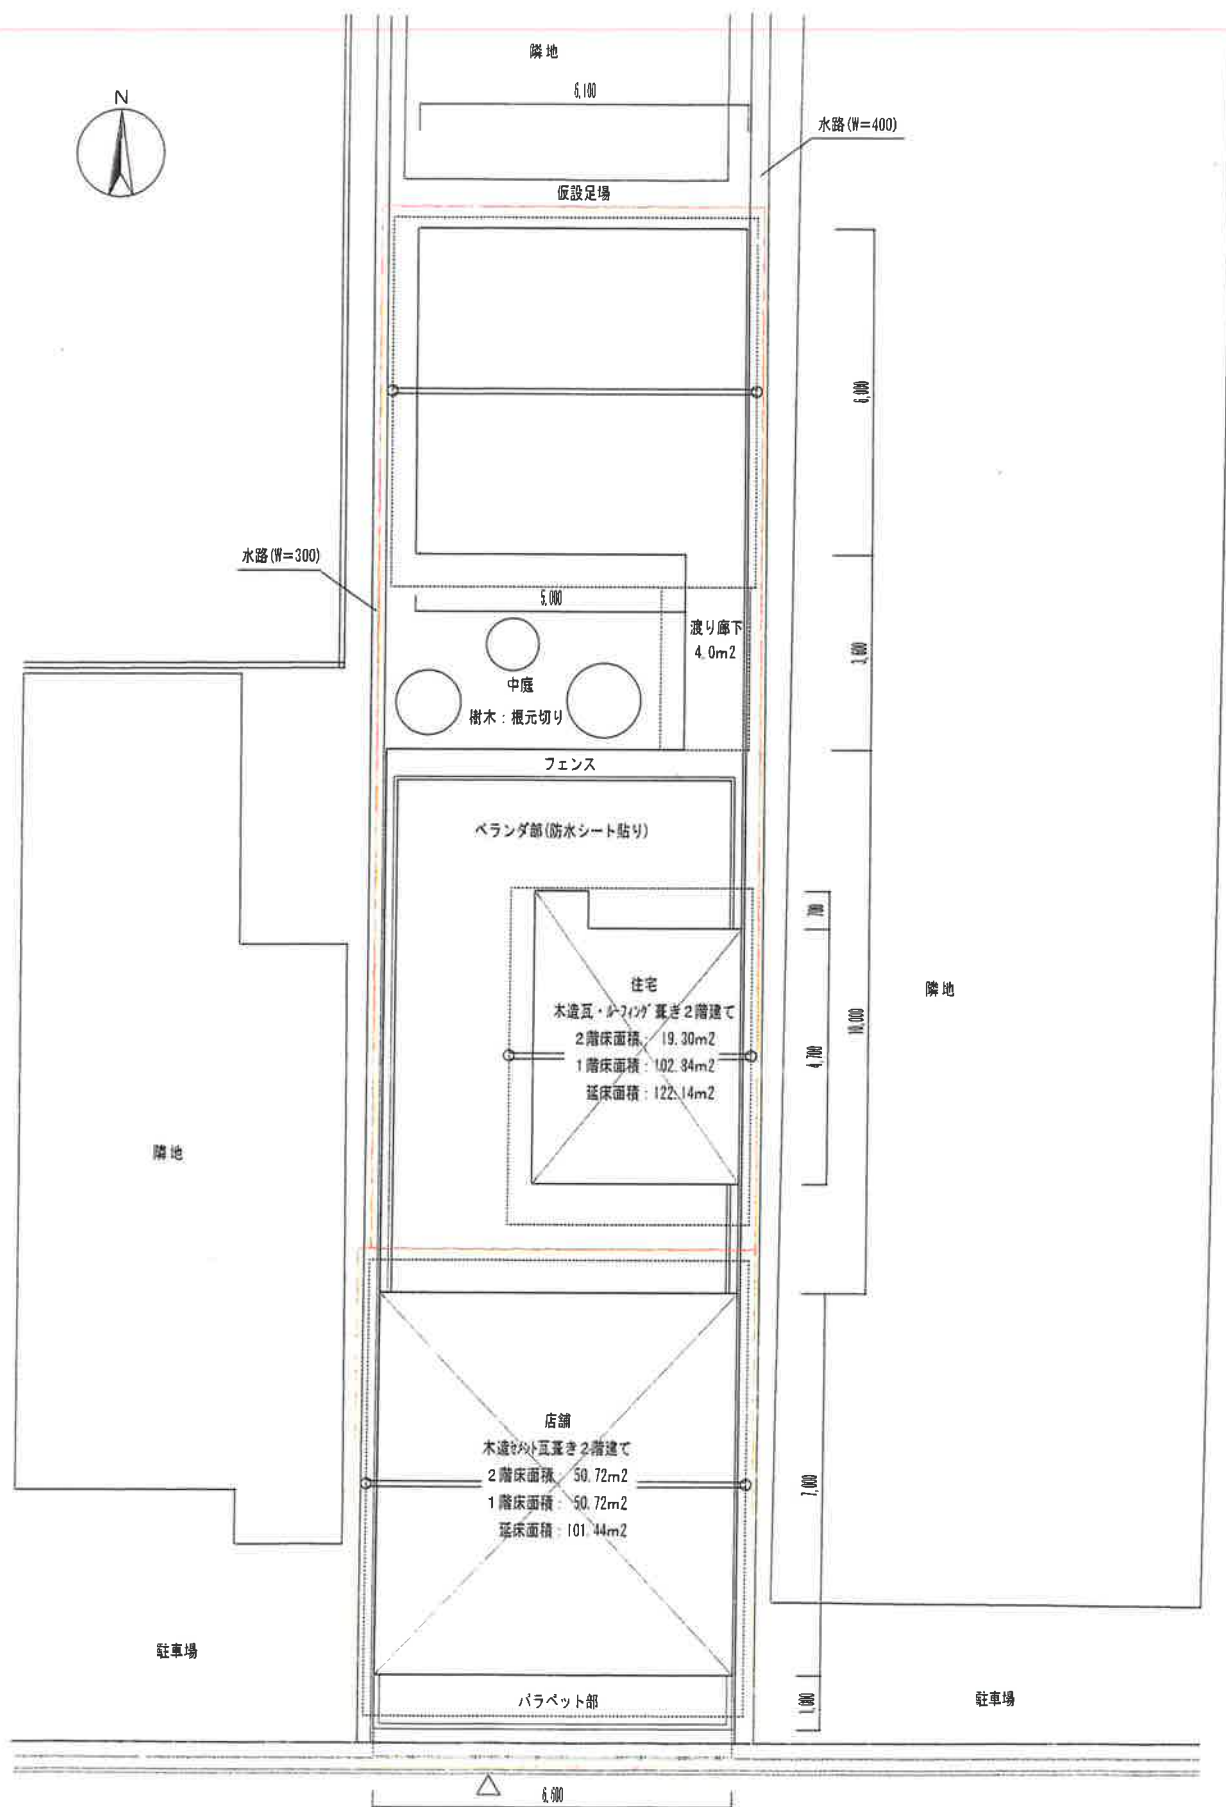 隣地
6,100
N
水路(W=400)
仮設足場
6,000
水路(W=300)
5,000
渡り廊下
4.0m2
3,600
中庭
樹木：根元切り
フェンス
ベランダ部(防水シート貼り)
700
住宅
木造瓦・ルーフィング葺き2階建て
2階床面積： 19.30m2
1階床面積：102.84m2
延床面積：122.14m2
隣地
10,000
4,700
隣地
店舗
木造セメント瓦葺き2階建て
2階床面積： 50.72m2
1階床面積： 50.72m2
延床面積：101.44m2
7,000
駐車場
パラペット部
1,000
駐車場
6,600